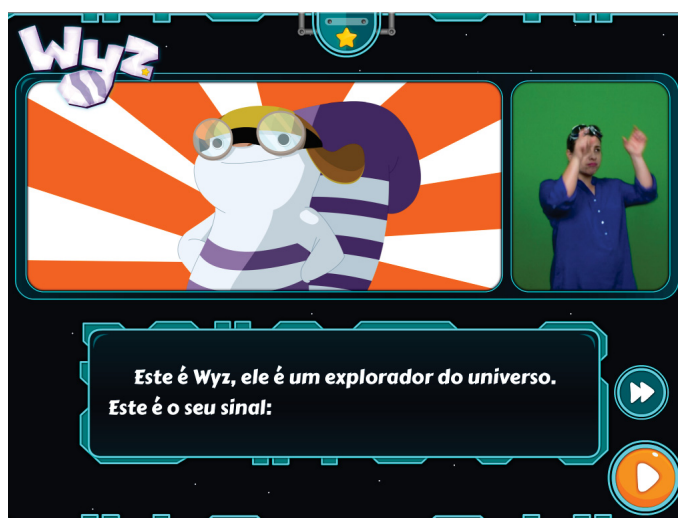 Wyz
Este é Wyz, ele é um explorador do universo.
Este é o seu sinal: